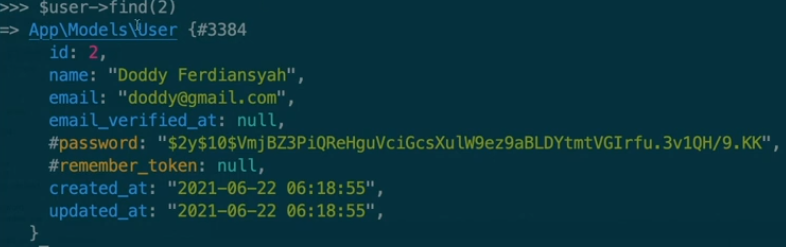 >>> $user->find(2)
=> App\Models\User {#3384
id: 2,
name: "Doddy Ferdiansyah",
email: "doddy@gmail.com",
email_verified_at: null,
#password: "$2y$10$VmjBZ3PiQReHguVciGcsXulW9ez9aBLDYtmtVGIrfu.3v1QH/9.KK",
#remember_token: null,
created_at: "2021-06-22 06:18:55",
updated_at: "2021-06-22 06:18:55",
}